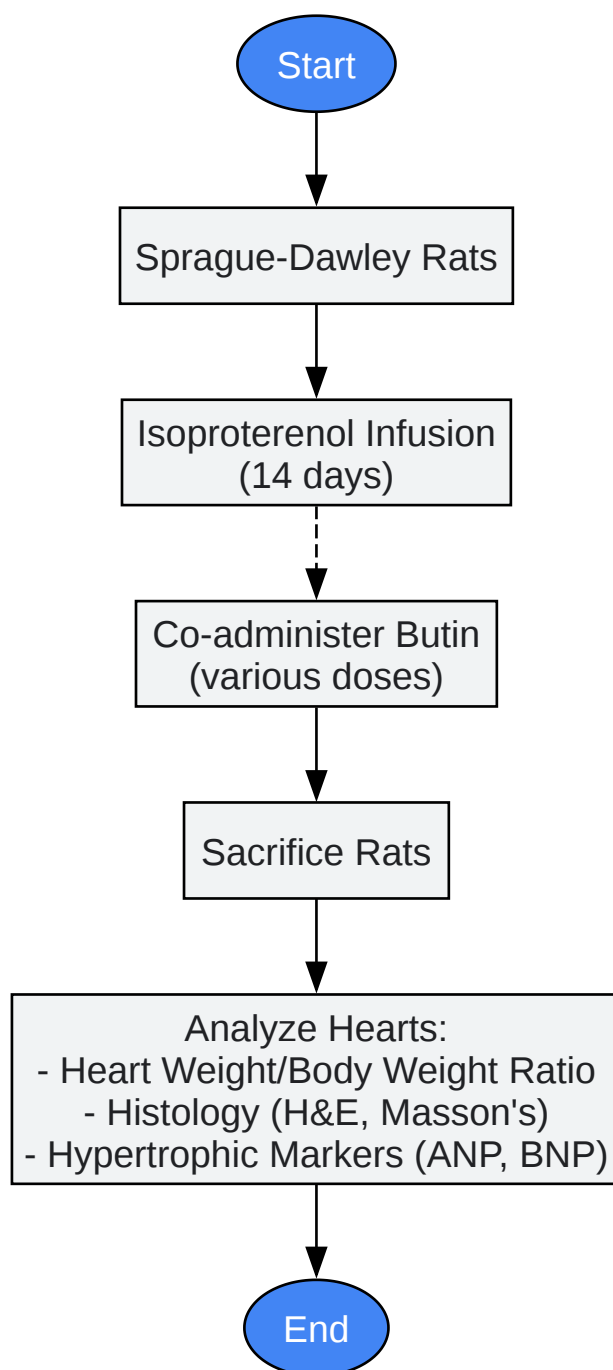 Start
Sprague-Dawley Rats
Isoproterenol Infusion
(14 days)
Co-administer Butin
(various doses)
Sacrifice Rats
Analyze Hearts:
- Heart Weight/Body Weight Ratio
- Histology (H&E, Masson's)
- Hypertrophic Markers (ANP, BNP)
End